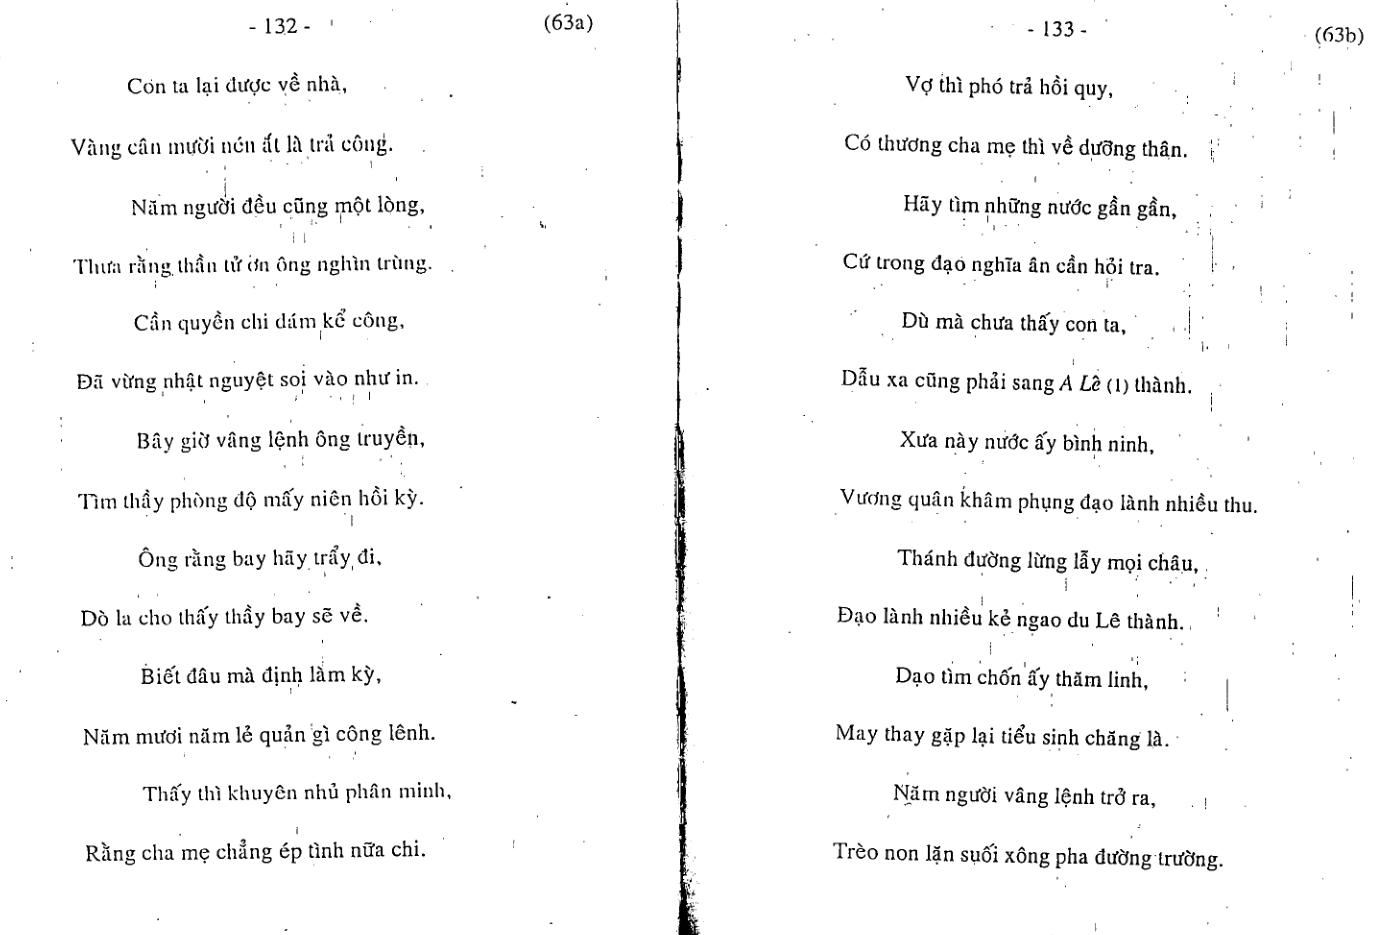 - 132 -
(63a)
Con ta lại được về nhà,
Vàng cân mười nén ắt là trả công.
Năm người đều cũng một lòng,
Thưa rằng thần tử ơn ông nghìn trùng.
Cần quyền chi dám kể công,
Đã vừng nhật nguyệt soi vào như in.
Bây giờ vâng lệnh ông truyền,
Tìm thầy phòng độ mấy niên hồi kỳ.
Ông rằng bay hãy trẩy đi,
Dò la cho thấy thầy bay sẽ về.
Biết đâu mà định làm kỳ,
Năm mươi năm lẻ quản gì công lênh.
Thấy thì khuyên nhủ phân minh,
Rằng cha mẹ chẳng ép tình nữa chi.
- 133 -
(63b)
Vợ thì phó trả hồi quy,
Có thương cha mẹ thì về dưỡng thân.
Hãy tìm những nước gần gần,
Cứ trong đạo nghĩa ân cần hỏi tra.
Dù mà chưa thấy con ta,
Dẫu xa cũng phải sang A Lê (1) thành.
Xưa này nước ấy bình ninh,
Vương quân khâm phụng đạo lành nhiều thu.
Thánh đường lừng lẫy mọi châu,
Đạo lành nhiều kẻ ngao du Lê thành.
Dạo tìm chốn ấy thăm linh,
May thay gặp lại tiểu sinh chăng là.
Năm người vâng lệnh trở ra,
Trèo non lặn suối xông pha đường trường.